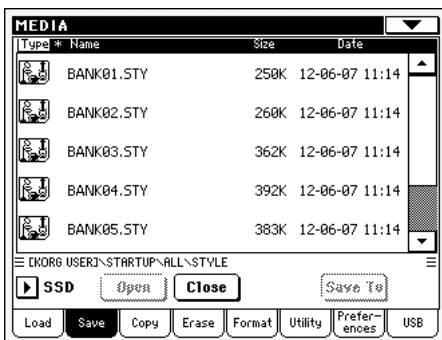 MEDIA
Type * Name Size Date
BANK01.STY 250K 12-06-07 11:14
BANK02.STY 260K 12-06-07 11:14
BANK03.STY 362K 12-06-07 11:14
BANK04.STY 392K 12-06-07 11:14
BANK05.STY 383K 12-06-07 11:14
[KORG USER]\STARTUP\ALL\STYLE
SSD Open Close Save To
Load Save Copy Erase Format Utility Prefer-ences USB